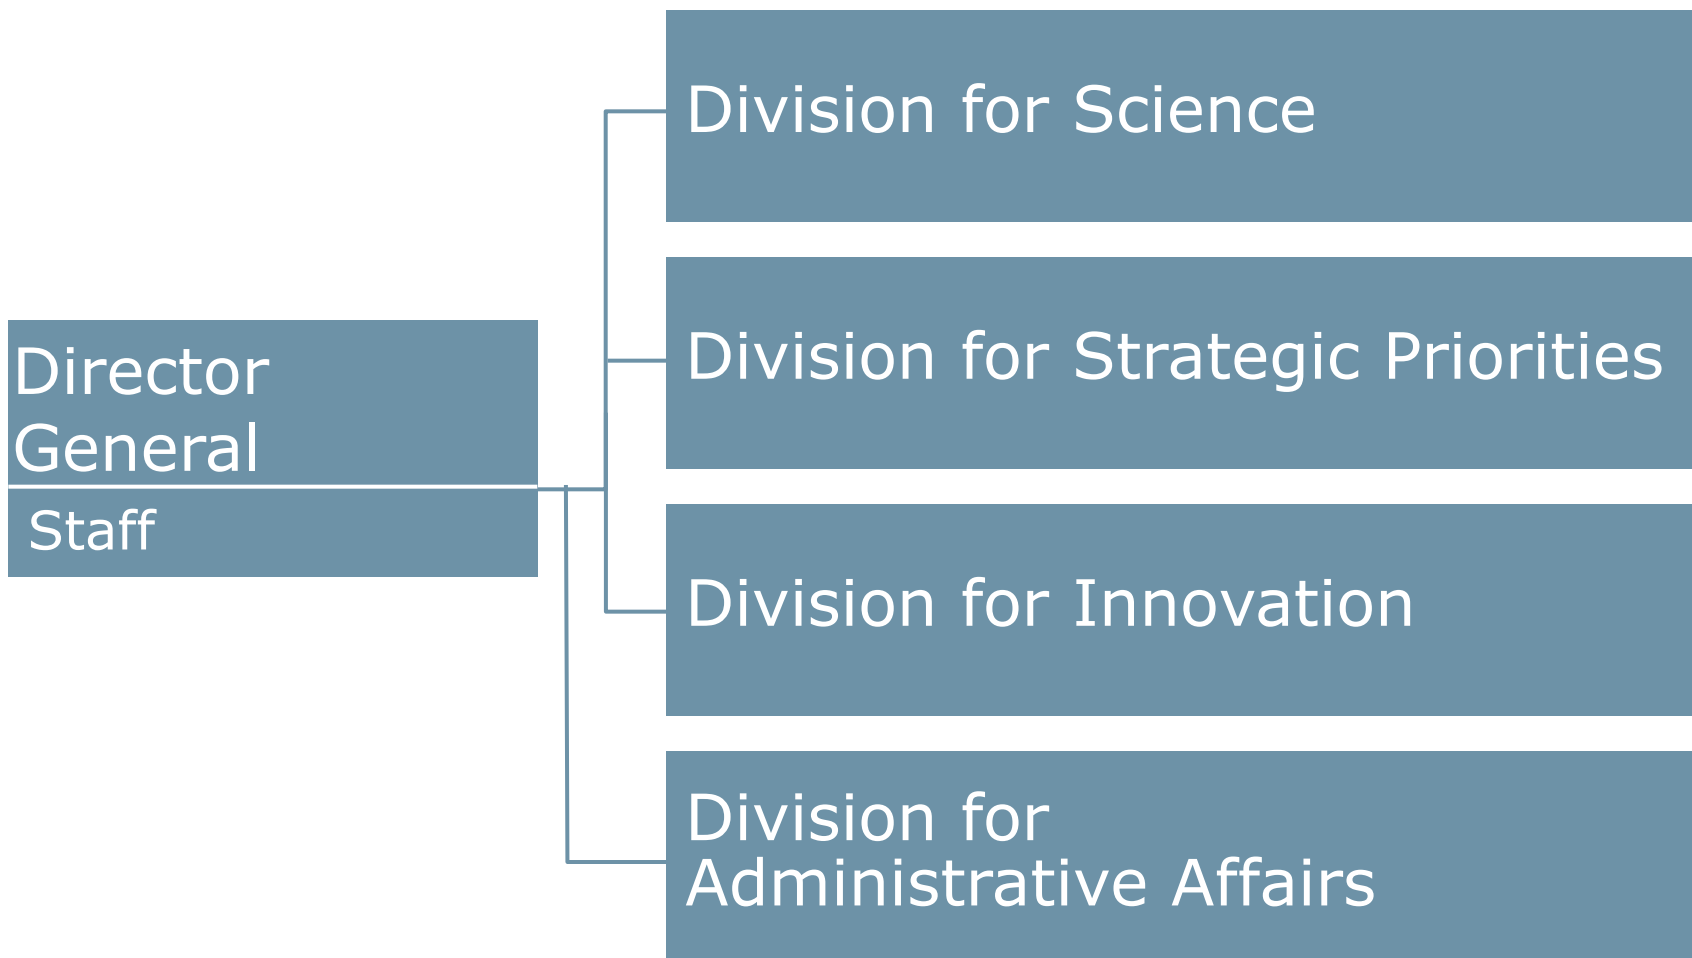 Director
General
Staff
Division for Science
Division for Strategic Priorities
Division for Innovation
Division for
Administrative Affairs